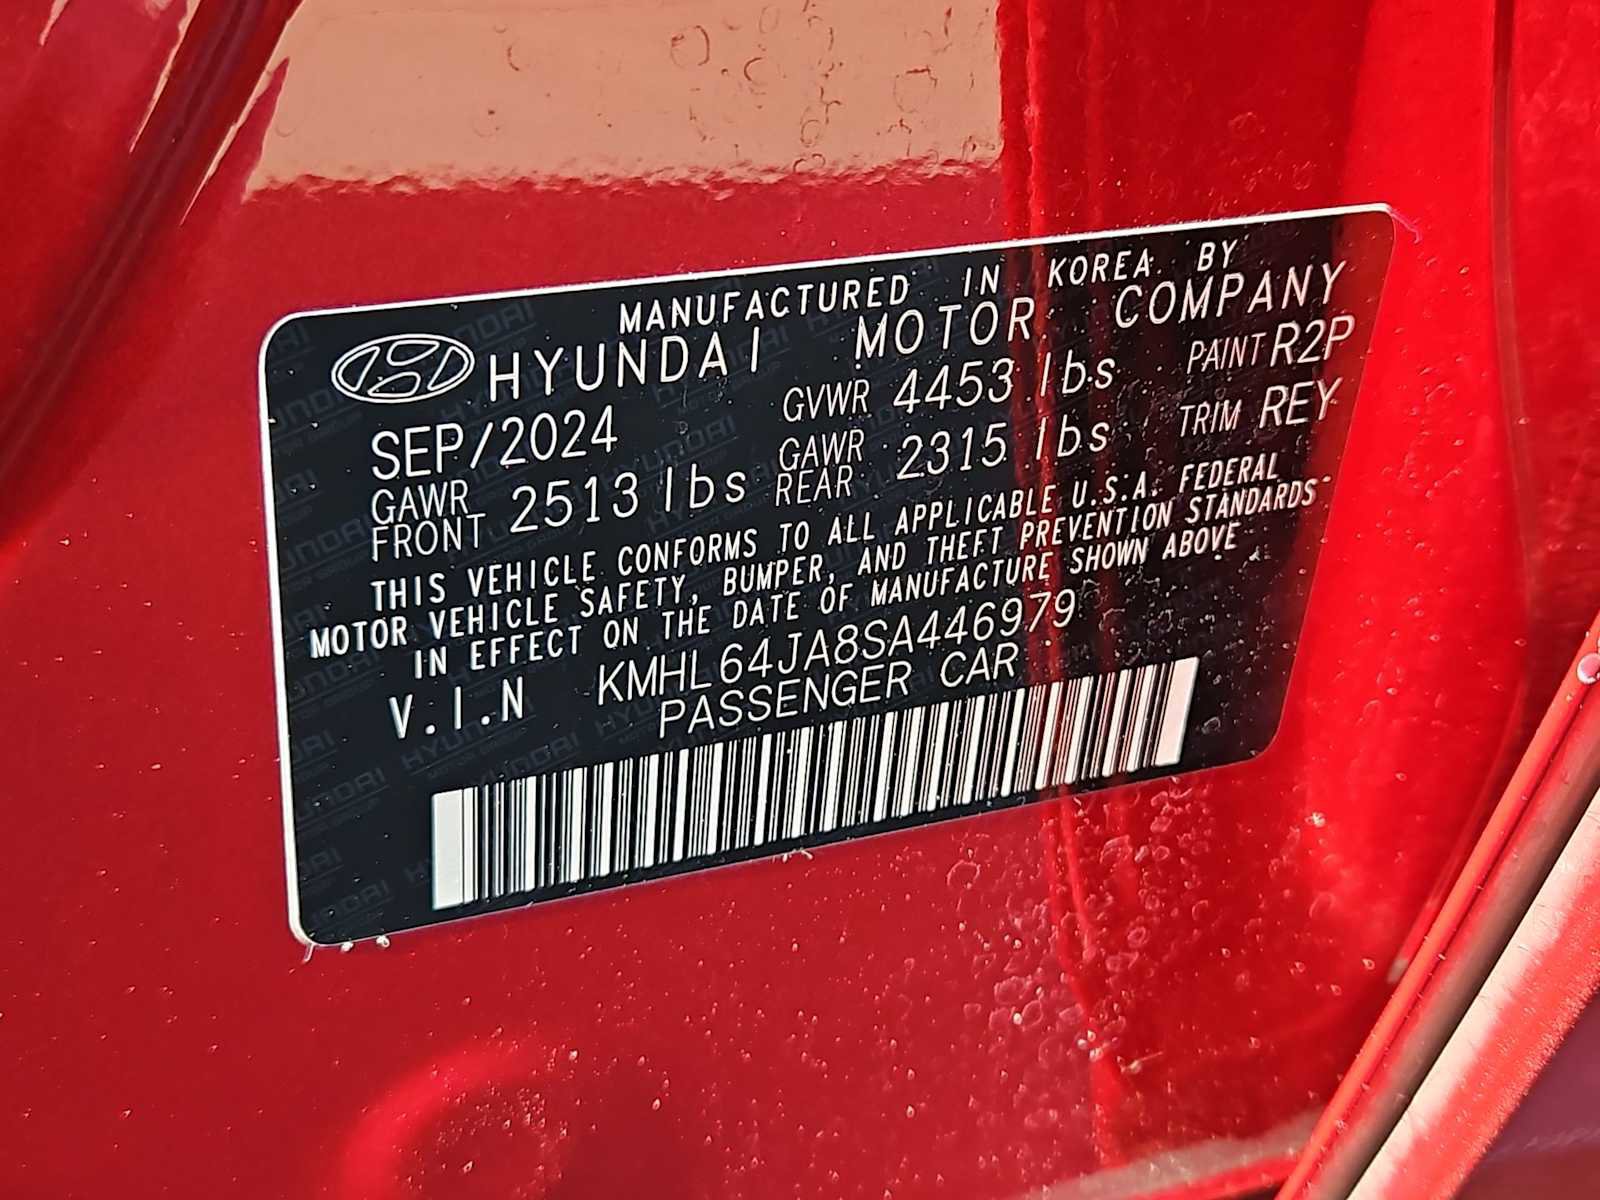 MANUFACTURED IN KOREA BY
HYUNDAI MOTOR COMPANY
SEP/2024 GVWR 4453 lbs PAINT R2P
GAWR FRONT 2513 lbs GAWR REAR 2315 lbs TRIM REY
THIS VEHICLE CONFORMS TO ALL APPLICABLE U.S.A. FEDERAL
MOTOR VEHICLE SAFETY, BUMPER, AND THEFT PREVENTION STANDARDS
IN EFFECT ON THE DATE OF MANUFACTURE SHOWN ABOVE
V.I.N KMHL64JA8SA446979
PASSENGER CAR